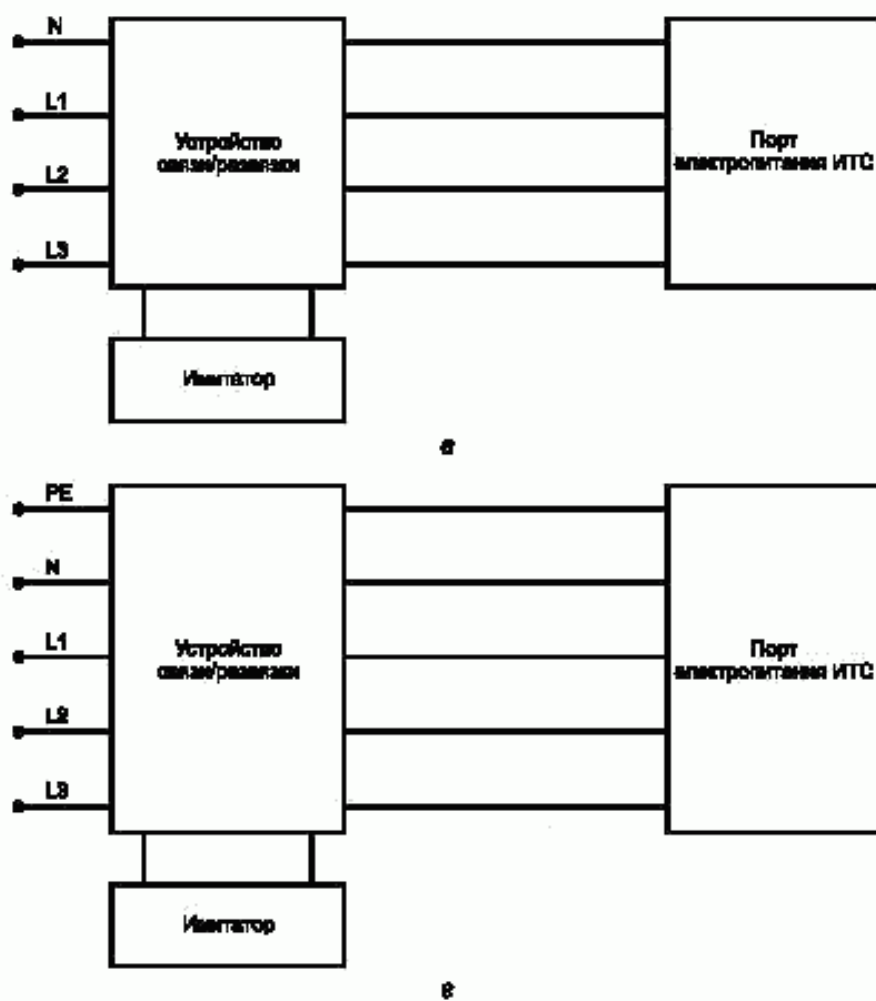 N
L1
Устройство
связи/развязки
Порт
электропитания ИТС
L2
L3
Имитатор
PE
N
L1
Устройство
связи/развязки
Порт
электропитания ИТС
L2
L3
Имитатор
в